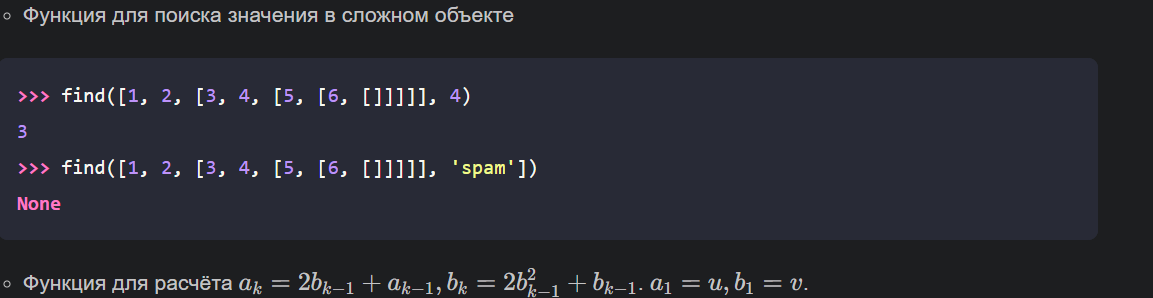 Функция для поиска значения в сложном объекте
>>> find([1, 2, [3, 4, [5, [6, []]]]], 4)
3
>>> find([1, 2, [3, 4, [5, [6, []]]]], 'spam'])
None
Функция для расчёта a_k = 2b_{k−1} + a_{k−1}, b_k = 2b_{k−1}^2 + b_{k−1}. a_1 = u, b_1 = v.